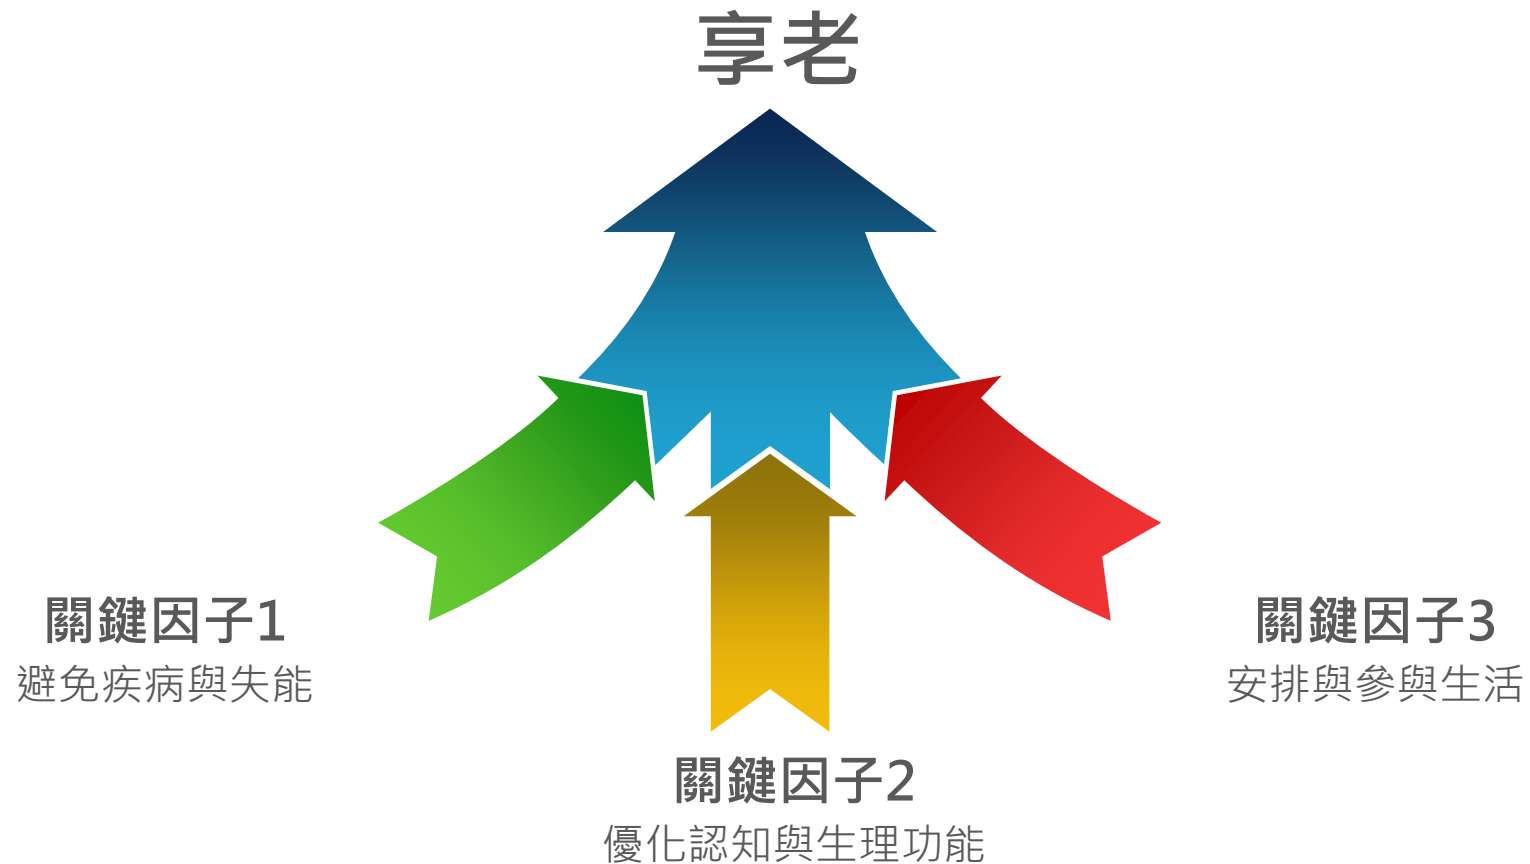 享老
關鍵因子1
避免疾病與失能
關鍵因子2
優化認知與生理功能
關鍵因子3
安排與參與生活